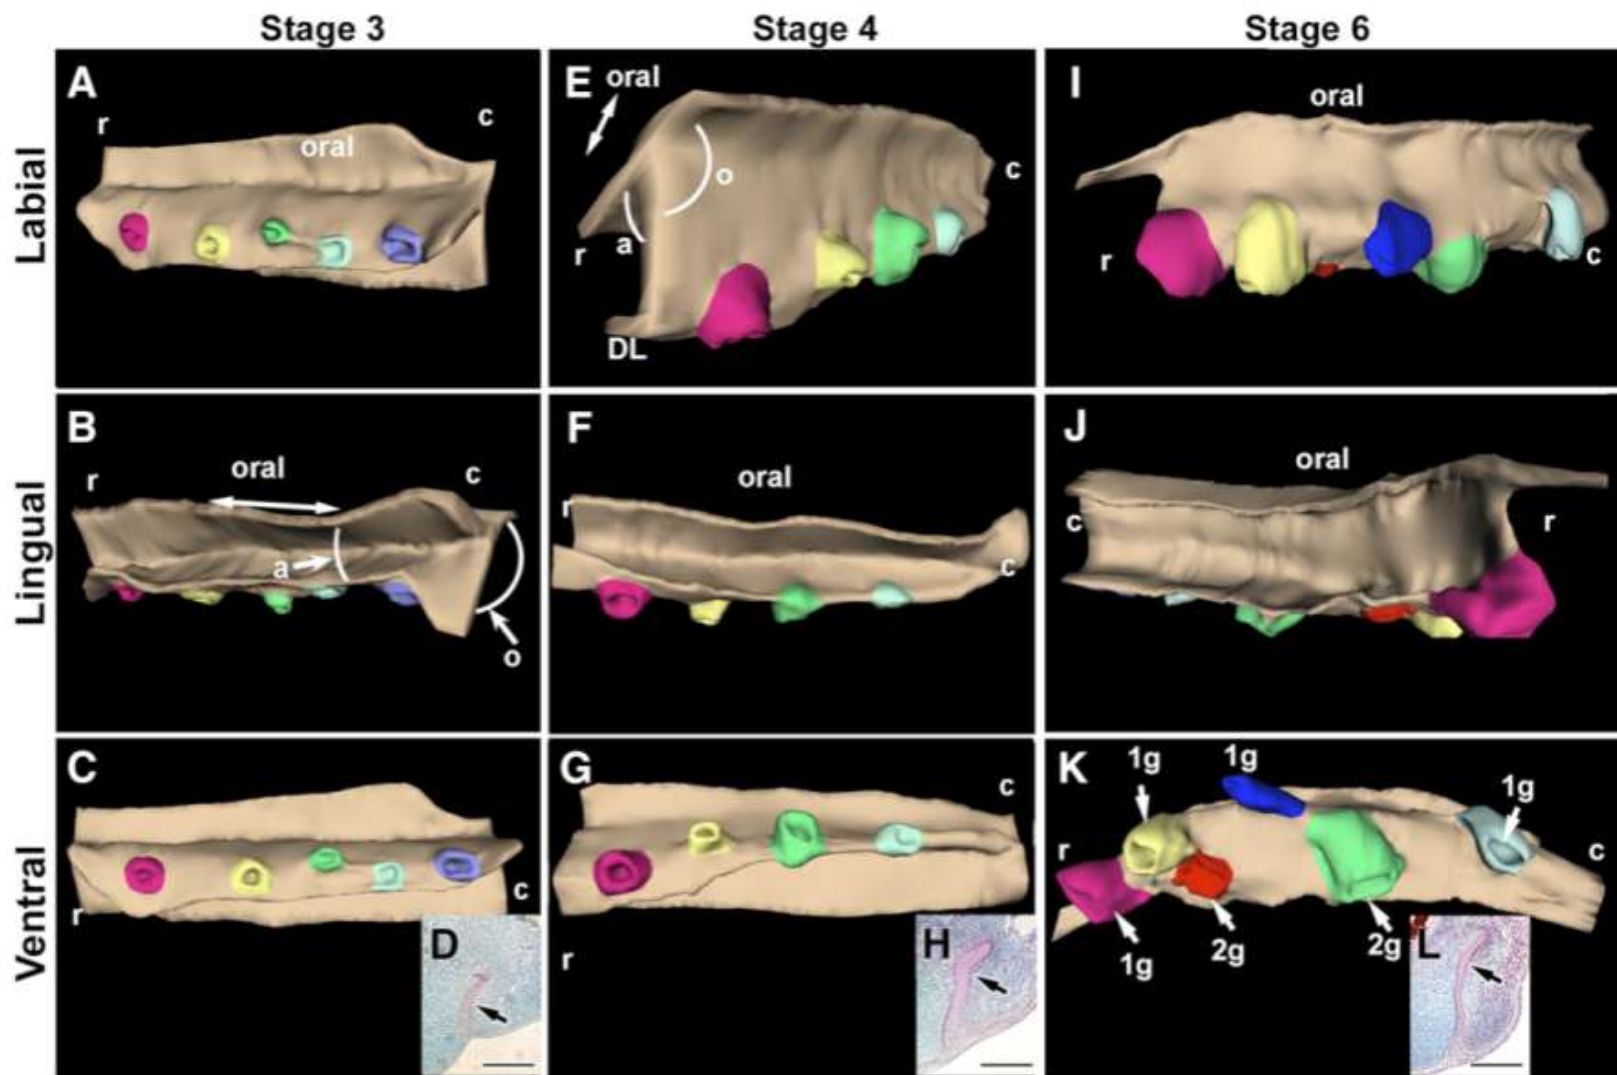 Stage 3 Stage 4 Stage 6
Labial
A r oral c
E oral o a r c DL
I oral r c
Lingual
B r oral c a o
F r oral c
J oral c r
Ventral
C r c
D
G c r
H
K 1g 1g 1g r c 1g 2g 2g
L